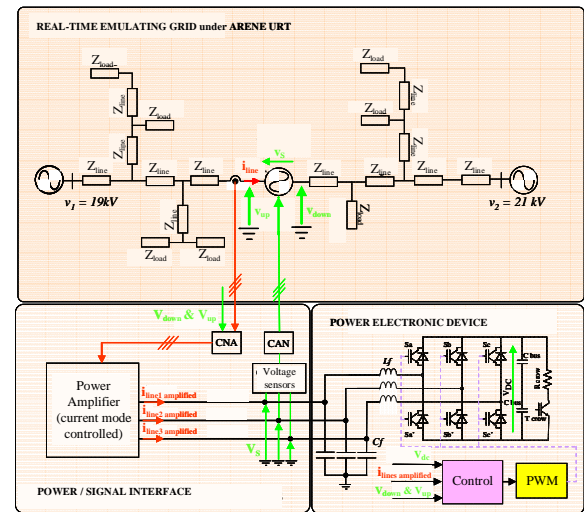 REAL-TIME EMULATING GRID under ARENE URT
Zload
Zline
Zload
Zline
Zline
Zline
Zline
Zline
Zload
Zload
iline
vS
vup
vdown
Zload
Zline
Zload
Zline
Zline
Zline
Zline
Zline
Zload
v1 = 19kV
v2 = 21 kV
Vdown & Vup
CNA
CAN
Voltage
sensors
Power
Amplifier
(current mode
controlled)
iline1 amplified
iline2 amplified
iline3 amplified
VS
POWER / SIGNAL INTERFACE
POWER ELECTRONIC DEVICE
Sa
Sb
Sc
Sa'
Sb'
Sc'
Lf
Cf
VDC
C bus
C bus
Rcrow
Tcrow
Vdc
ilines amplified
Vdown & Vup
Control
PWM